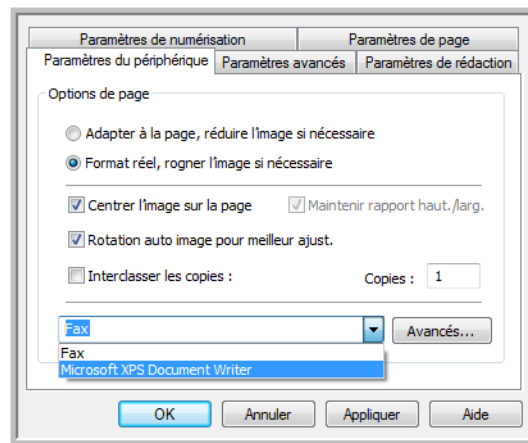 Paramètres de numérisation
Paramètres de page
Paramètres du périphérique
Paramètres avancés
Paramètres de rédaction
Options de page
Adapter à la page, réduire l'image si nécessaire
Format réel, rogner l'image si nécessaire
Centrer l'image sur la page
Maintenir rapport haut./larg.
Rotation auto image pour meilleur ajust.
Interclasser les copies :
Copies : 1
Fax
Avancés...
Fax
Microsoft XPS Document Writer
OK
Annuler
Appliquer
Aide